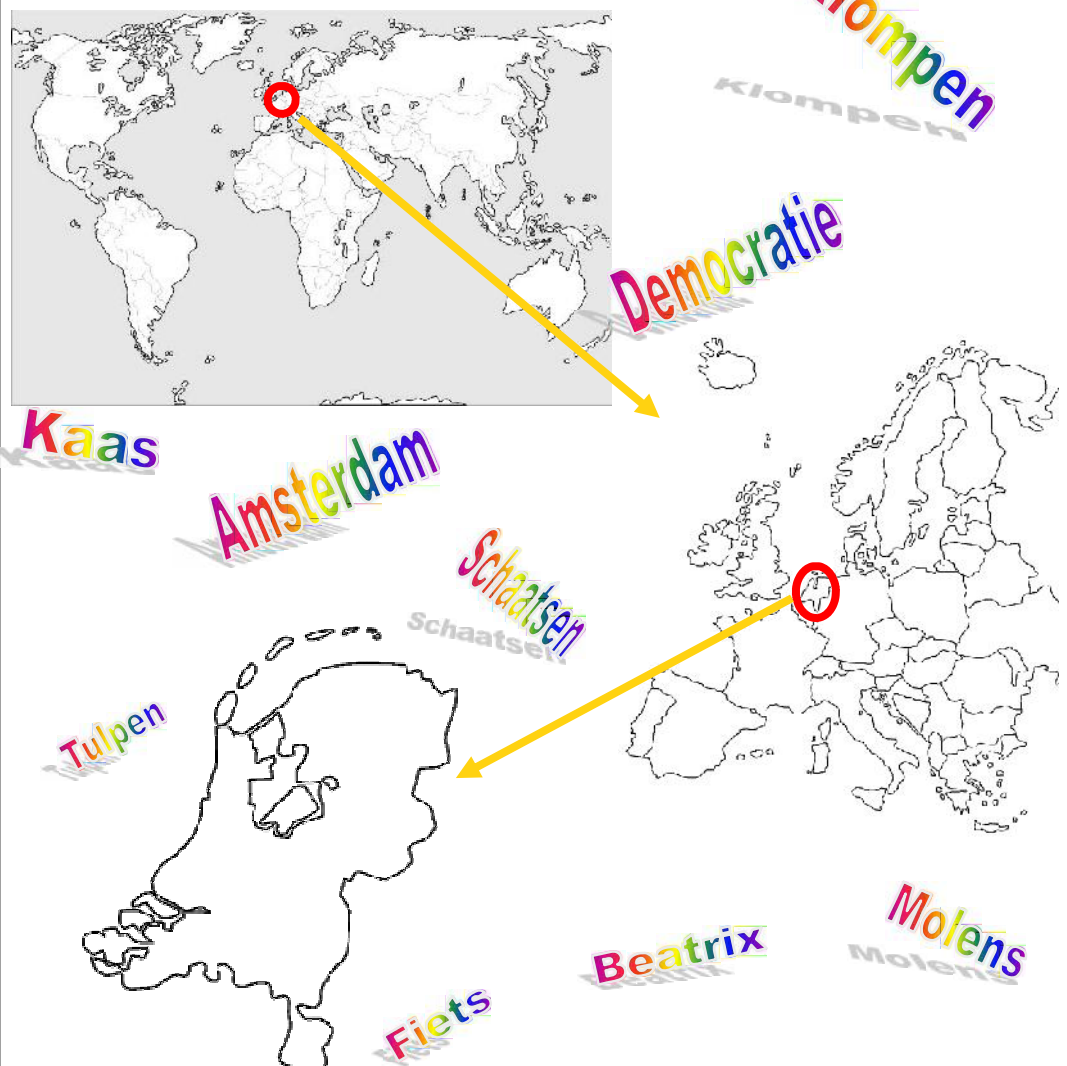 Klompen
Democratie
Kaas
Amsterdam
Schaatsen
Tulpen
Molens
Beatrix
Fiets